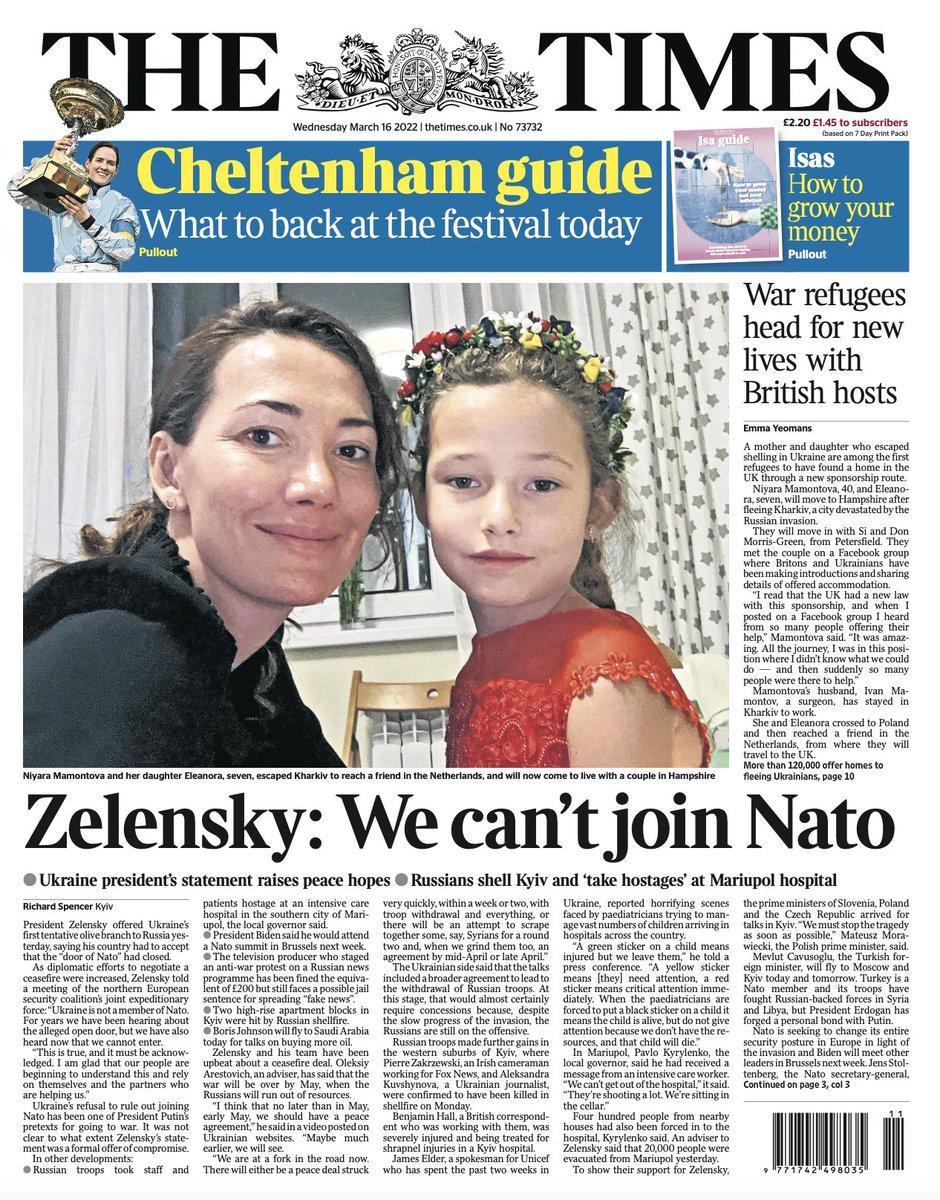 THE TIMES
DIEU·ET MON·DROIT
Wednesday March 16 2022 | thetimes.co.uk | No 73732
£2.20 £1.45 to subscribers
(based on 7 Day Print Pack)
Cheltenham guide
What to back at the festival today
Pullout
Isa guide
Isas
How to
grow your
money
Pullout
War refugees
head for new
lives with
British hosts
Emma Yeomans
A mother and daughter who escaped
shelling in Ukraine are among the first
refugees to have found a home in the
UK through a new sponsorship route.
Niyara Mamontova, 40, and Eleano-
ra, seven, will move to Hampshire after
fleeing Kharkiv, a city devastated by the
Russian invasion.
They will move in with Si and Don
Morris-Green, from Petersfield. They
met the couple on a Facebook group
where Britons and Ukrainians have
been making introductions and sharing
details of offered accommodation.
“I read that the UK had a new law
with this sponsorship, and when I
posted on a Facebook group I heard
from so many people offering their
help,” Mamontova said. “It was amaz-
ing. All the journey, I was in this posi-
tion where I didn’t know what we could
do — and then suddenly so many
people were there to help.”
Mamontova’s husband, Ivan Ma-
montov, a surgeon, has stayed in
Kharkiv to work.
She and Eleanora crossed to Poland
and then reached a friend in the
Netherlands, from where they will
travel to the UK.
More than 120,000 offer homes to
fleeing Ukrainians, page 10
Niyara Mamontova and her daughter Eleanora, seven, escaped Kharkiv to reach a friend in the Netherlands, and will now come to live with a couple in Hampshire
Zelensky: We can’t join Nato
● Ukraine president’s statement raises peace hopes ● Russians shell Kyiv and ‘take hostages’ at Mariupol hospital
Richard Spencer Kyiv
President Zelensky offered Ukraine’s
first tentative olive branch to Russia yes-
terday, saying his country had to accept
that the “door of Nato” had closed.
As diplomatic efforts to negotiate a
ceasefire were increased, Zelensky told
a meeting of the northern European
security coalition’s joint expeditionary
force: “Ukraine is not a member of Nato.
For years we have been hearing about
the alleged open door, but we have also
heard now that we cannot enter.
“This is true, and it must be acknow-
ledged. I am glad that our people are
beginning to understand this and rely
on themselves and the partners who
are helping us.”
Ukraine’s refusal to rule out joining
Nato has been one of President Putin’s
pretexts for going to war. It was not
clear to what extent Zelensky’s state-
ment was a formal offer of compromise.
In other developments:
● Russian troops took staff and
patients hostage at an intensive care
hospital in the southern city of Mari-
upol, the local governor said.
● President Biden said he would attend
a Nato summit in Brussels next week.
● The television producer who staged
an anti-war protest on a Russian news
programme has been fined the equiva-
lent of £200 but still faces a possible jail
sentence for spreading “fake news”.
● Two high-rise apartment blocks in
Kyiv were hit by Russian shellfire.
● Boris Johnson will fly to Saudi Arabia
today for talks on buying more oil.
Zelensky and his team have been
upbeat about a ceasefire deal. Oleksiy
Arestovich, an adviser, has said that the
war will be over by May, when the
Russians will run out of resources.
“I think that no later than in May,
early May, we should have a peace
agreement,” he said in a video posted on
Ukrainian websites. “Maybe much
earlier, we will see.
“We are at a fork in the road now.
There will either be a peace deal struck
very quickly, within a week or two, with
troop withdrawal and everything, or
there will be an attempt to scrape
together some, say, Syrians for a round
two and, when we grind them too, an
agreement by mid-April or late April.”
The Ukrainian side said that the talks
included a broad agreement to lead to
the withdrawal of Russian troops. At
this stage, that would almost certainly
require concessions because, despite
the slow progress of the invasion, the
Russians are still on the offensive.
Russian troops made further gains in
the western suburbs of Kyiv, where
Pierre Zakrzewski, an Irish cameraman
working for Fox News, and Aleksandra
Kuvshynova, a Ukrainian journalist,
were confirmed to have been killed in
shellfire on Monday.
Benjamin Hall, a British correspond-
ent who was working with them, was
severely injured and being treated for
shrapnel injuries in a Kyiv hospital.
James Elder, a spokesman for Unicef
who has spent the past two weeks in
Ukraine, reported horrifying scenes
faced by paediatricians trying to man-
age vast numbers of children arriving in
hospitals across the country.
“A green sticker on a child means
injured but we leave them,” he told a
press conference. “A yellow sticker
means [they] need attention, a red
sticker means critical attention imme-
diately. When the paediatricians are
forced to put a black sticker on a child it
means the child is alive, but do not give
attention because we don’t have the re-
sources, and that child will die.”
In Mariupol, Pavlo Kyrylenko, the
local governor, said he had received a
message from an intensive care worker.
“We can’t get out of the hospital,” it said.
“They’re shooting a lot. We’re sitting in
the cellar.”
Four hundred people from nearby
houses had also been forced in to the
hospital, Kyrylenko said. An adviser to
Zelensky said that 20,000 people were
evacuated from Mariupol yesterday.
To show their support for Zelensky,
the prime ministers of Slovenia, Poland
and the Czech Republic arrived for
talks in Kyiv. “We must stop the tragedy
as soon as possible,” Mateusz Mora-
wiecki, the Polish prime minister, said.
Mevlut Cavusoglu, the Turkish for-
eign minister, will fly to Moscow and
Kyiv today and tomorrow. Turkey is a
Nato member and its troops have
fought Russian-backed forces in Syria
and Libya, but President Erdogan has
forged a personal bond with Putin.
Nato is seeking to change its entire
security posture in Europe in light of
the invasion and Biden will meet other
leaders in Brussels next week. Jens Stol-
tenberg, the Nato secretary-general,
Continued on page 3, col 3
11
9 771742 498035